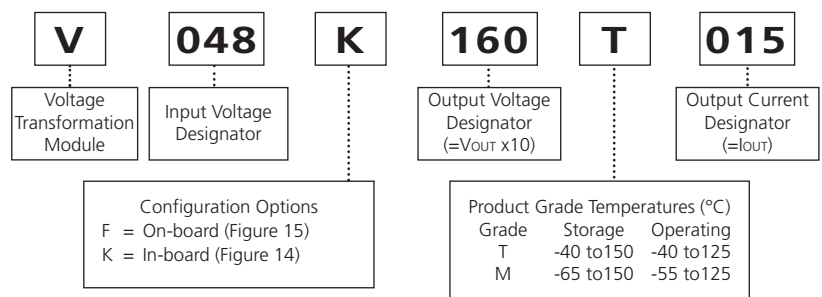 V 048 K 160 T 015
Voltage
Transformation
Module
Input Voltage
Designator
Output Voltage
Designator
(=VOUT x10)
Output Current
Designator
(=IOUT)
Configuration Options
F = On-board (Figure 15)
K = In-board (Figure 14)
Product Grade Temperatures (°C)
Grade Storage Operating
T -40 to150 -40 to125
M -65 to150 -55 to125